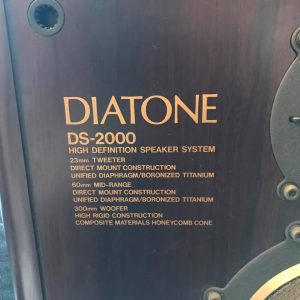 DIATONE
DS-2000
HIGH DEFINITION SPEAKER SYSTEM
23mm TWEETER
DIRECT MOUNT CONSTRUCTION
UNIFIED DIAPHRAGM/BORONIZED TITANIUM
60mm MID-RANGE
DIRECT MOUNT CONSTRUCTION
UNIFIED DIAPHRAGM/BORONIZED TITANIUM
300mm WOOFER
HIGH RIGID CONSTRUCTION
COMPOSITE MATERIALS HONEYCOMB CONE